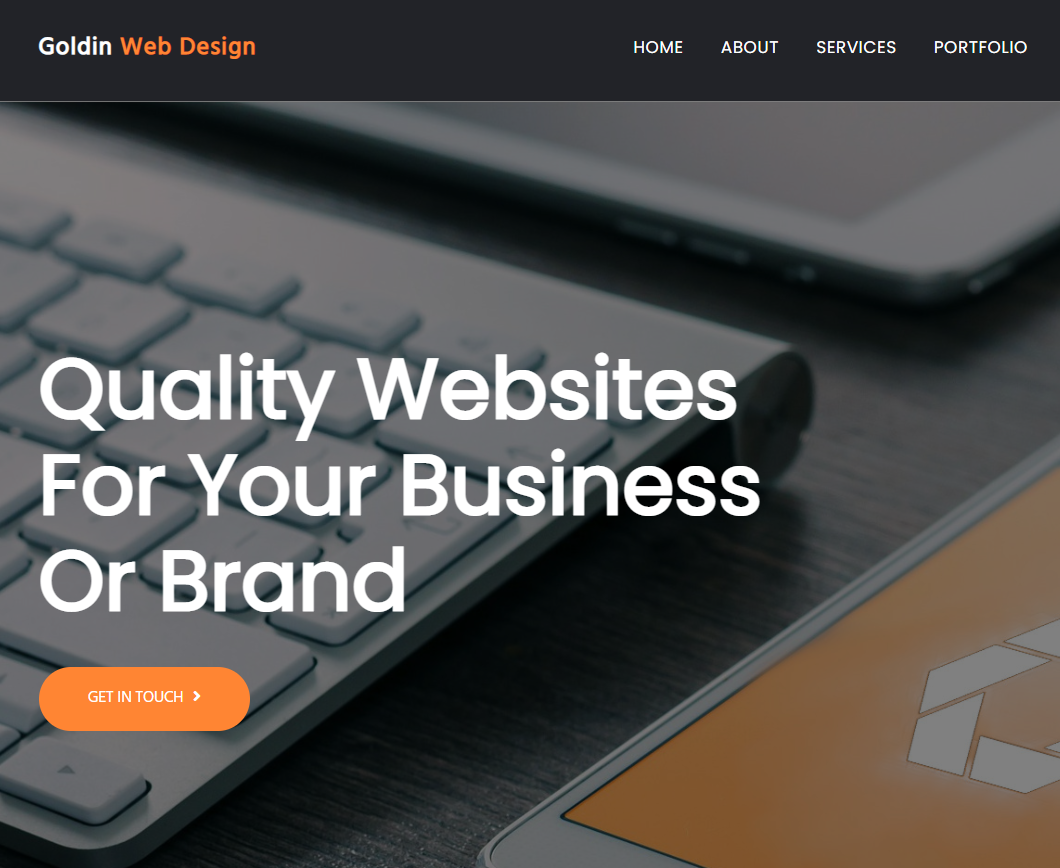 Goldin Web Design
HOME ABOUT SERVICES PORTFOLIO
Quality Websites
For Your Business
Or Brand
GET IN TOUCH